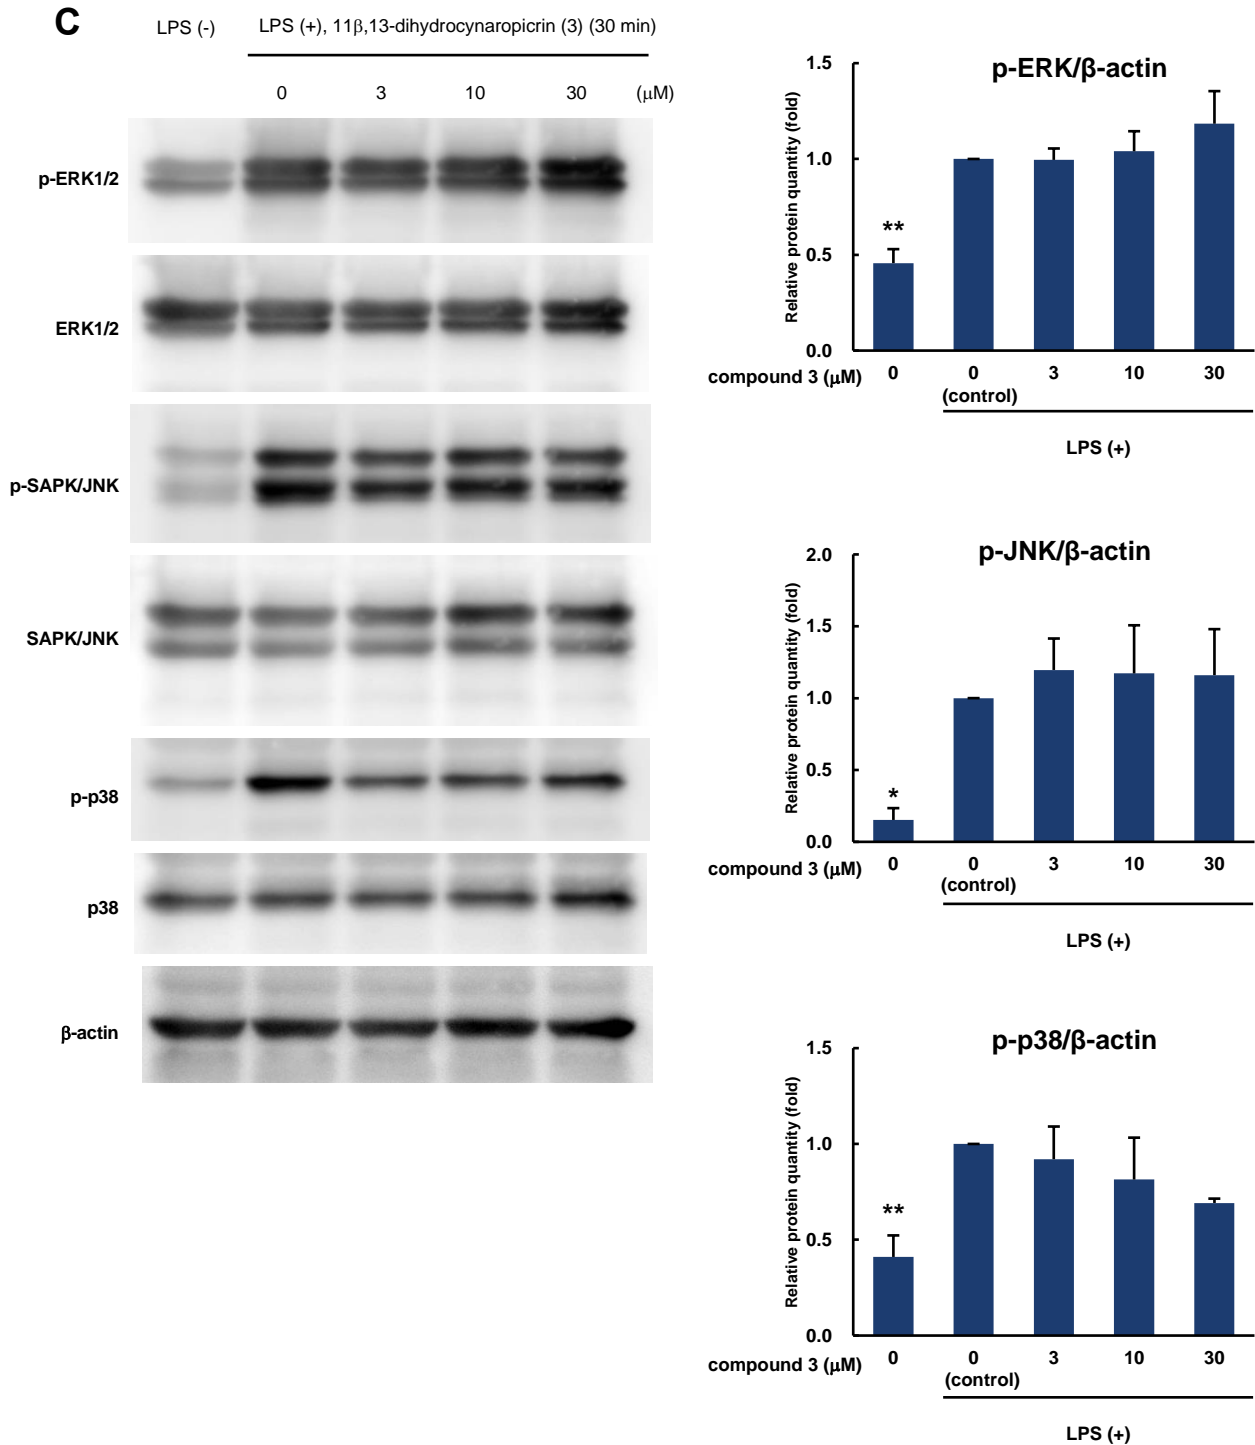 C
LPS (-)
LPS (+), 11β,13-dihydrocynaropicrin (3) (30 min)
0 3 10 30 (μM)
p-ERK1/2
ERK1/2
p-SAPK/JNK
SAPK/JNK
p-p38
p38
β-actin
p-ERK/β-actin
Relative protein quantity (fold)
1.5
1.0
0.5
0.0
**
compound 3 (μM) 0 0 3 10 30
(control)
LPS (+)
p-JNK/β-actin
Relative protein quantity (fold)
2.0
1.5
1.0
0.5
0.0
*
compound 3 (μM) 0 0 3 10 30
(control)
LPS (+)
p-p38/β-actin
Relative protein quantity (fold)
1.5
1.0
0.5
0.0
**
compound 3 (μM) 0 0 3 10 30
(control)
LPS (+)